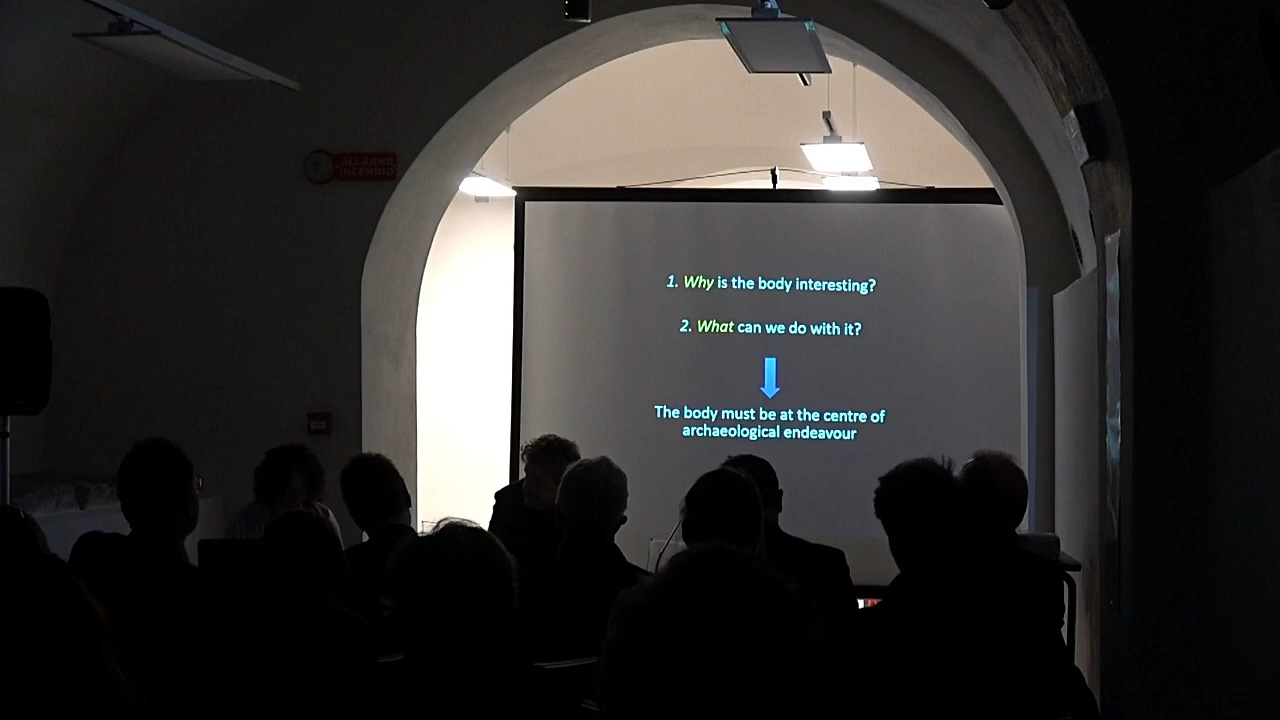 ALLARME
INCENDIO
1. Why is the body interesting?
2. What can we do with it?
The body must be at the centre of
archaeological endeavour